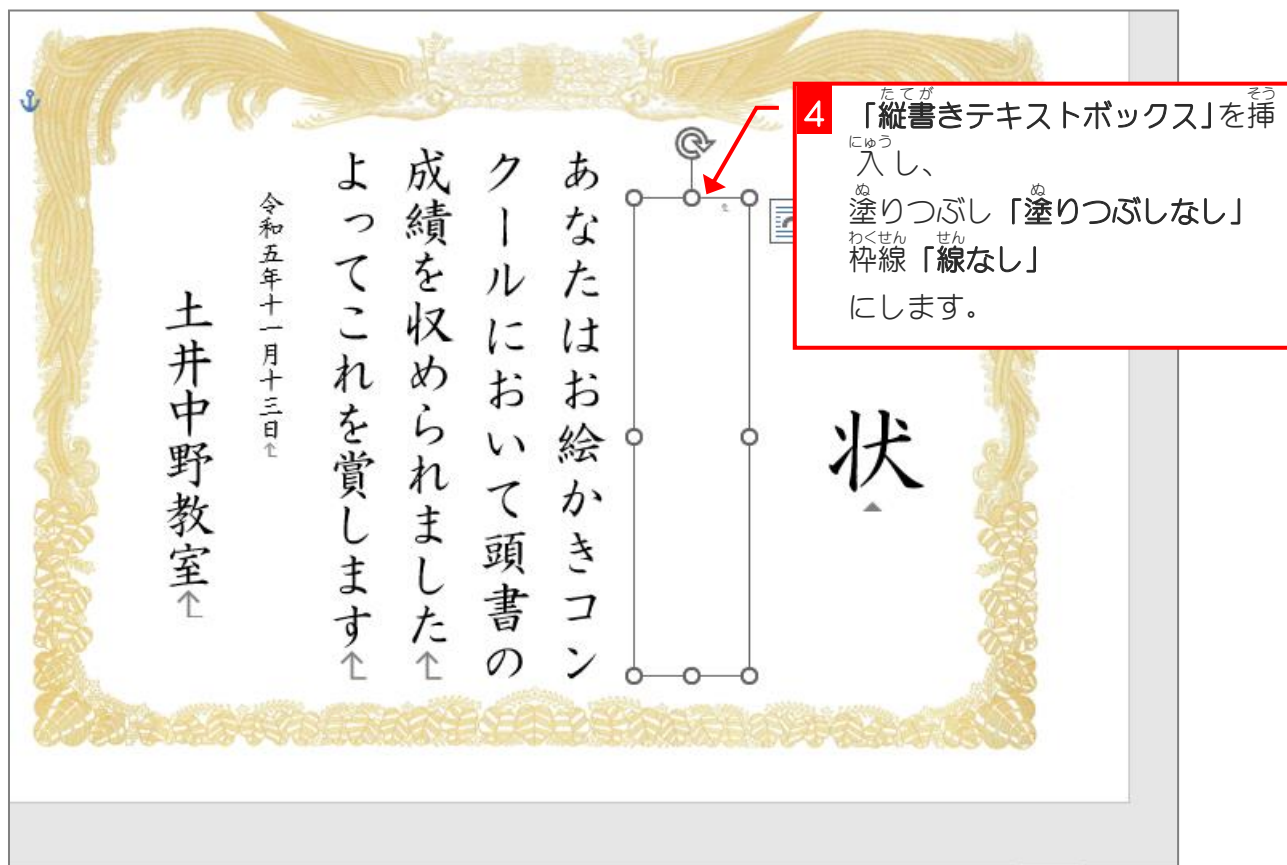 状
あなたはお絵かきコン
クールにおいて頭書の
成績を収められました
よってこれを賞します
令和五年十一月十三日
土井中野教室
4 「縦書きテキストボックス」を挿
入し、
塗りつぶし「塗りつぶしなし」
枠線「線なし」
にします。